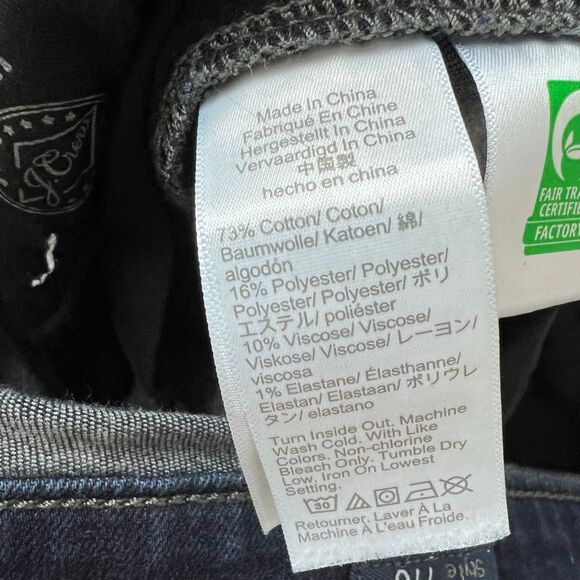 Made In China
Fabriqué En Chine
Hergestellt In China
Vervaardigd In China
中国製
hecho en china
73% Cotton/ Coton/
Baumwolle/ Katoen/ 綿/
algodón
16% Polyester/ Polyester/
Polyester/ Polyester/ ポリ
エステル/ poliéster
10% Viscose/ Viscose/
Viskose/ Viscose/ レーヨン/
viscosa
1% Elastane/ Élasthanne/
Elastan/ Elastaan/ ポリウレ
タン/ elastano
Turn Inside Out. Machine
Wash Cold. With Like
Colors. Non-chlorine
Bleach Only. Tumble Dry
Low. Iron On Lowest
Setting.
30
Retourner. Laver À La
Machine À L'eau Froide.
FAIR TRA
CERTIFIE
FACTORY
J.Crew
Style